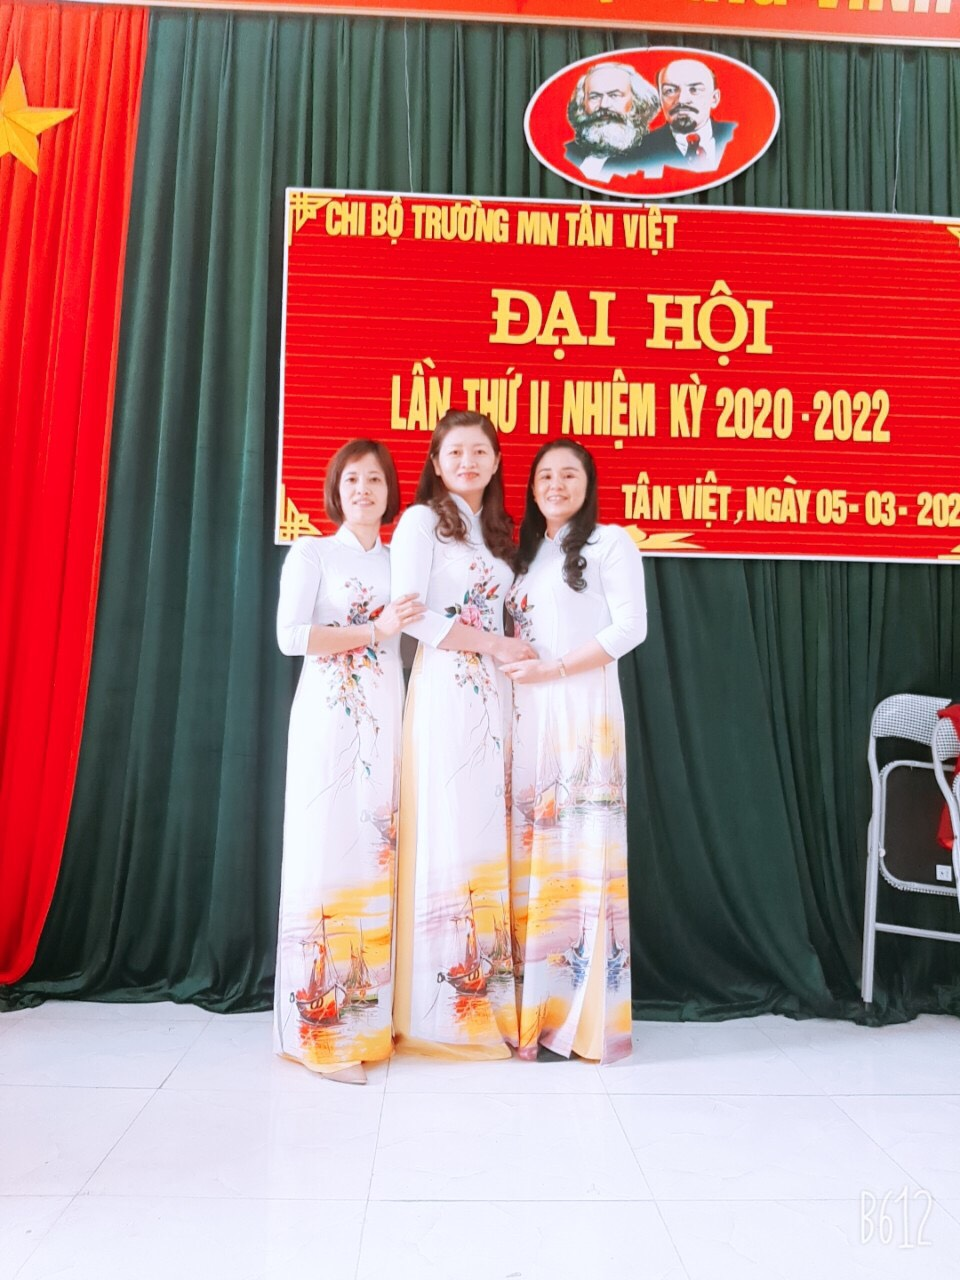 CHI BỘ TRƯỜNG MN TÂN VIỆT
ĐẠI HỘI
LẦN THỨ II NHIỆM KỲ 2020 - 2022
TÂN VIỆT, NGÀY 05 - 03 - 202
B612